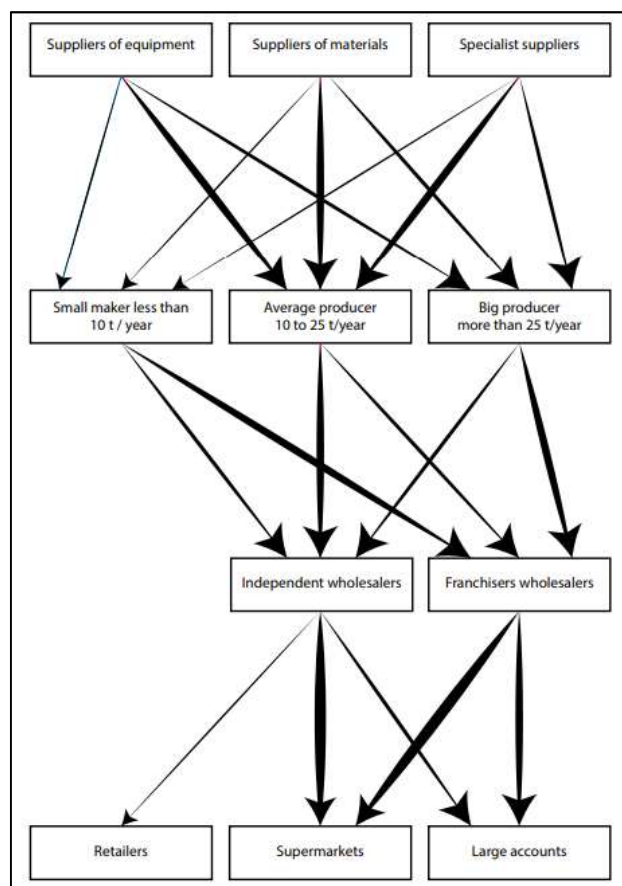 Suppliers of equipment
Suppliers of materials
Specialist suppliers
Small maker less than
10 t / year
Average producer
10 to 25 t/year
Big producer
more than 25 t/year
Independent wholesalers
Franchisers wholesalers
Retailers
Supermarkets
Large accounts